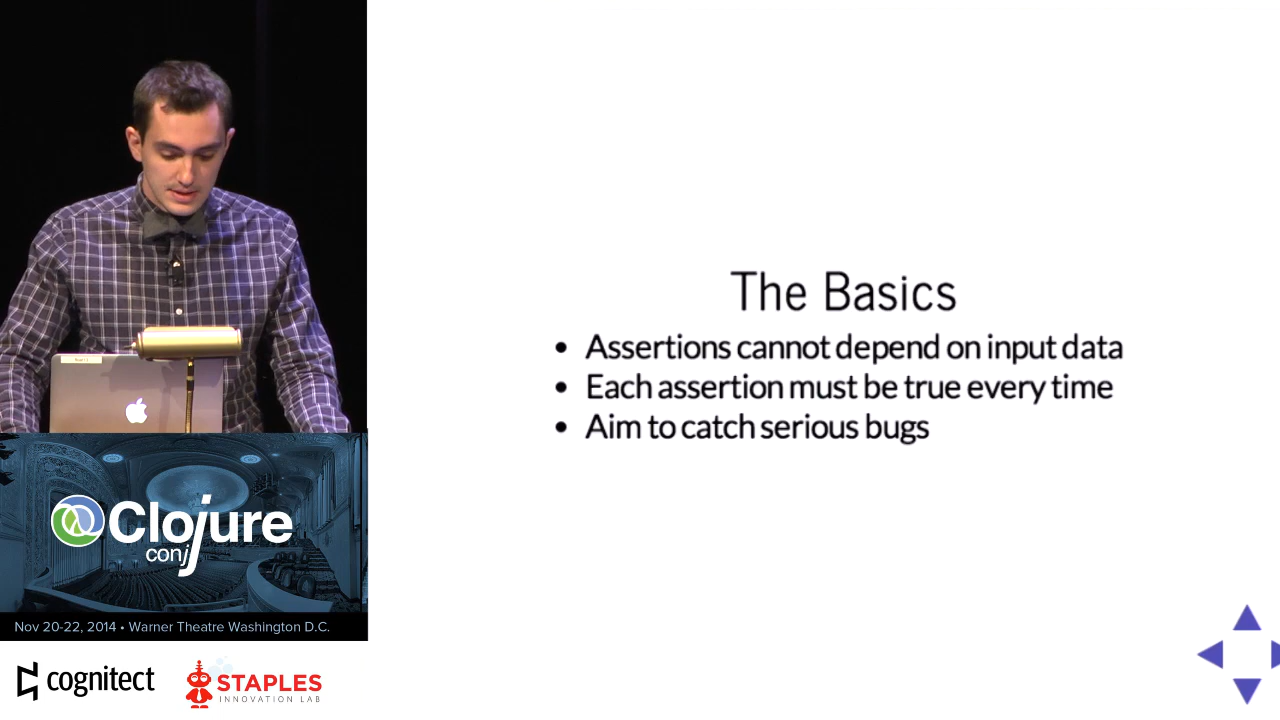 The Basics
• Assertions cannot depend on input data
• Each assertion must be true every time
• Aim to catch serious bugs
Clojure
conj
Nov 20-22, 2014 • Warner Theatre Washington D.C.
cognitect
STAPLES
INNOVATION LAB